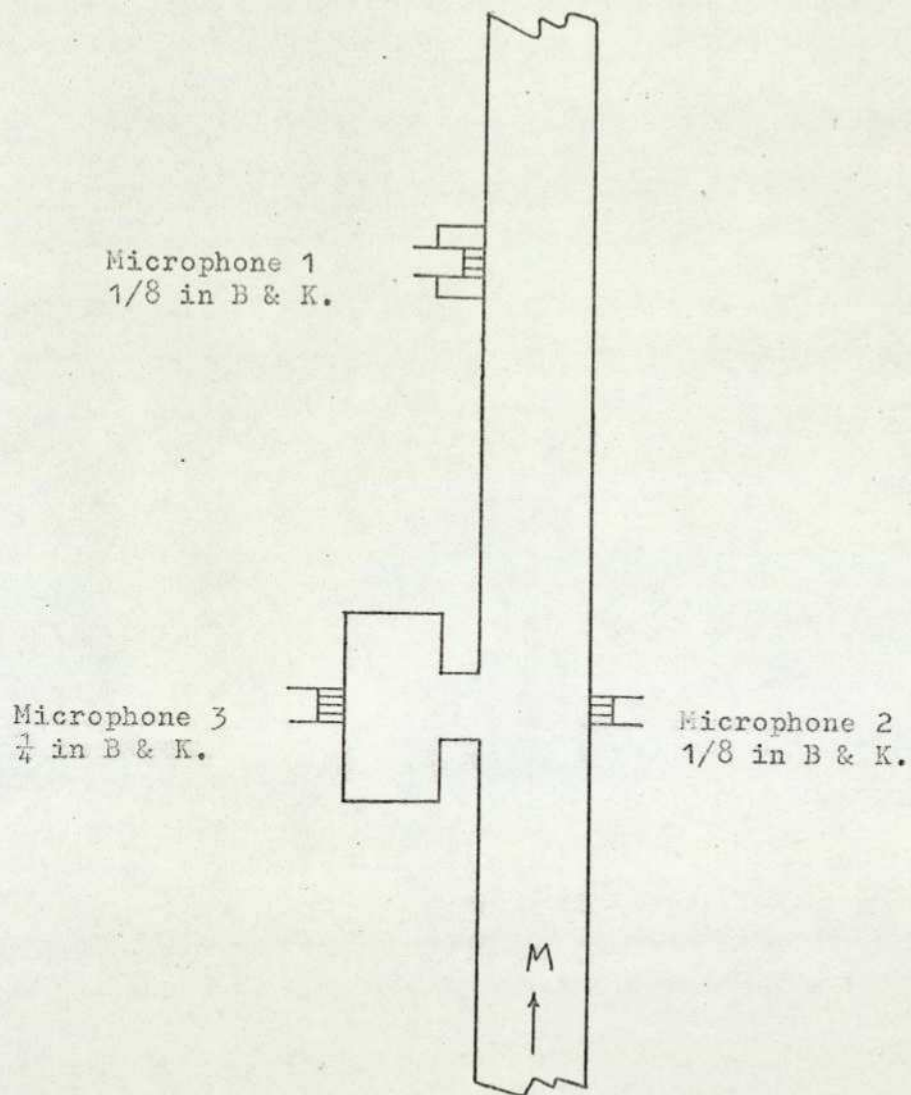 Microphone 1
1/8 in B & K.
Microphone 3
¼ in B & K.
Microphone 2
1/8 in B & K.
M